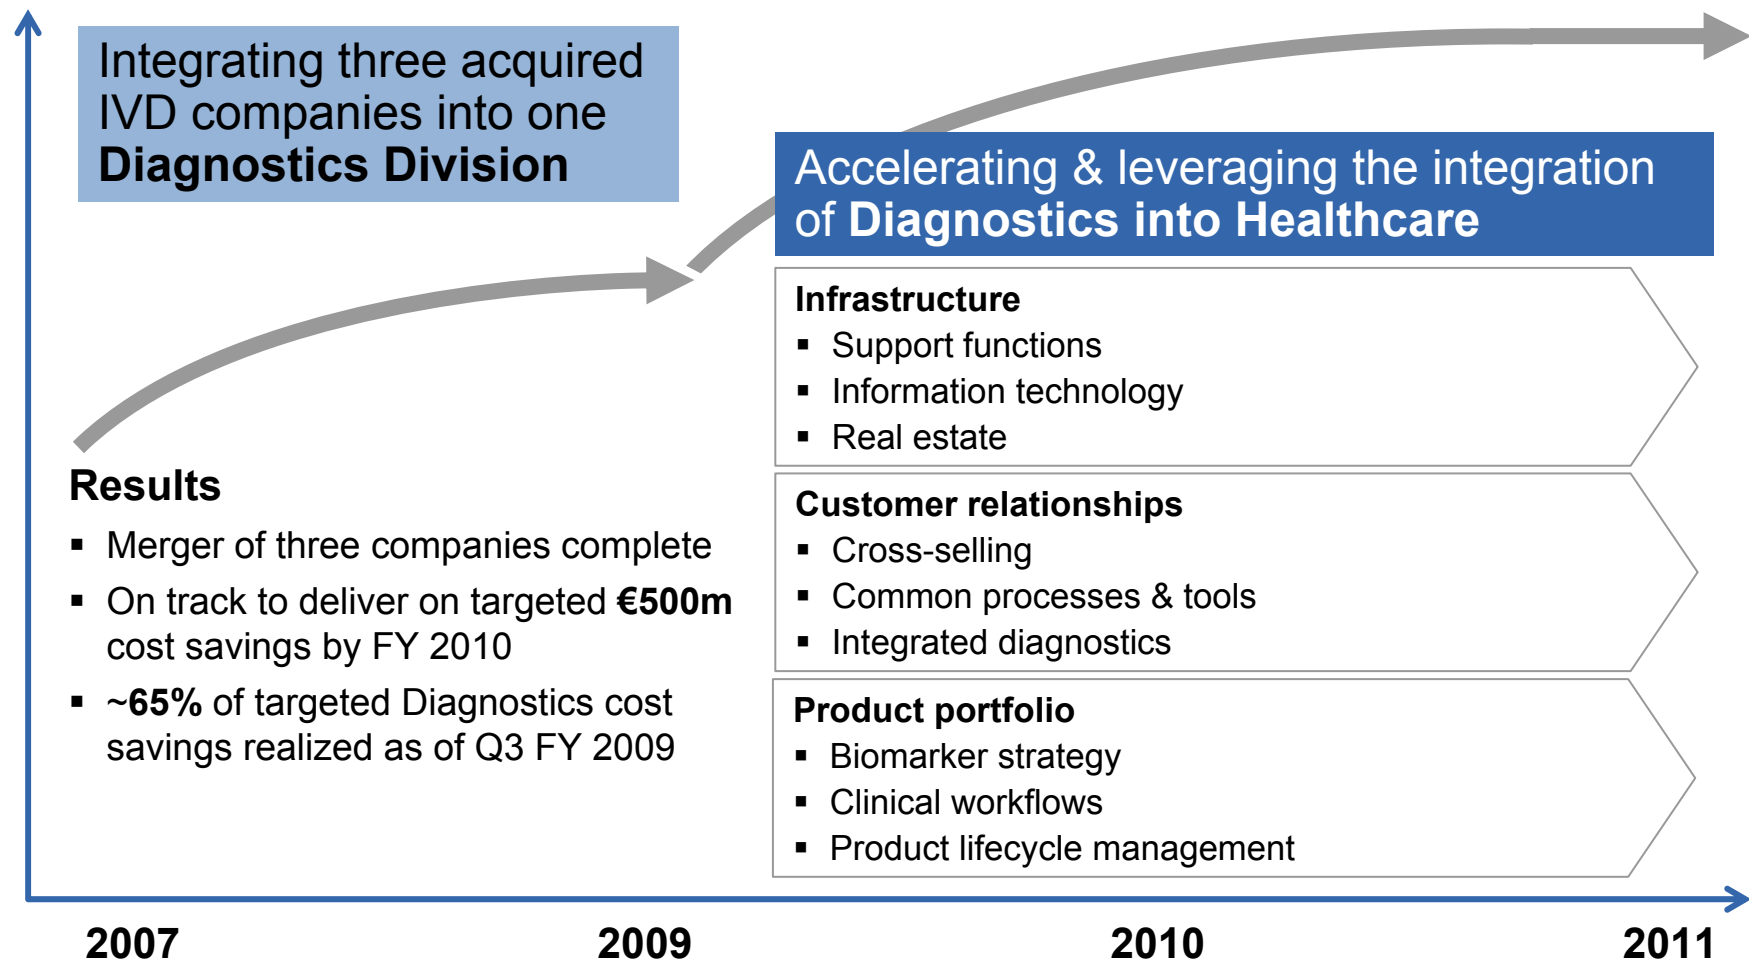 Integrating three acquired
IVD companies into one
Diagnostics Division
Accelerating & leveraging the integration
of Diagnostics into Healthcare
Results
▪ Merger of three companies complete
▪ On track to deliver on targeted €500m
cost savings by FY 2010
▪ ~65% of targeted Diagnostics cost
savings realized as of Q3 FY 2009
Infrastructure
▪ Support functions
▪ Information technology
▪ Real estate
Customer relationships
▪ Cross-selling
▪ Common processes & tools
▪ Integrated diagnostics
Product portfolio
▪ Biomarker strategy
▪ Clinical workflows
▪ Product lifecycle management
2007 2009 2010 2011